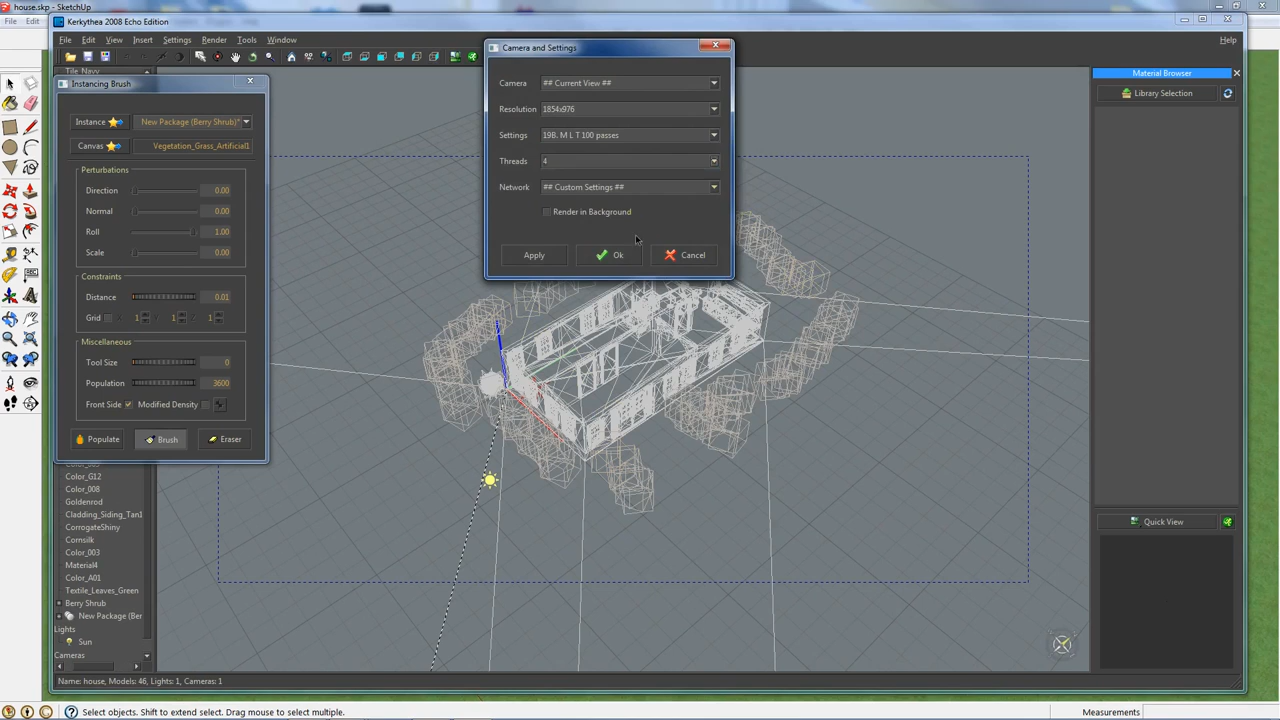 house.skp - SketchUp
File
Kerkythea 2008 Echo Edition
File Edit View Insert Settings Render Tools Window Help
Tile_Navy
Instancing Brush
Instance New Package (Berry Shrub)*
Canvas Vegetation_Grass_Artificial1
Perturbations
Direction 0.00
Normal 0.00
Roll 1.00
Scale 0.00
Constraints
Distance 0.01
Grid 1 1 1
Miscellaneous
Tool Size 0
Population 3600
Front Side Modified Density
Populate Brush Eraser
Color_G12
Color_008
Goldenrod
Cladding_Siding_Tan1
CorrogateShiny
Cornsilk
Color_003
Material4
Color_A01
Textile_Leaves_Green
Berry Shrub
New Package (Ber
Lights
Sun
Cameras
Camera and Settings
Camera ## Current View ##
Resolution 1854x976
Settings 19B. M L T 100 passes
Threads 4
Network ## Custom Settings ##
Render in Background
Apply Ok Cancel
Material Browser
Library Selection
Quick View
Name: house, Models: 46, Lights: 1, Cameras: 1
Select objects. Shift to extend select. Drag mouse to select multiple.
Measurements